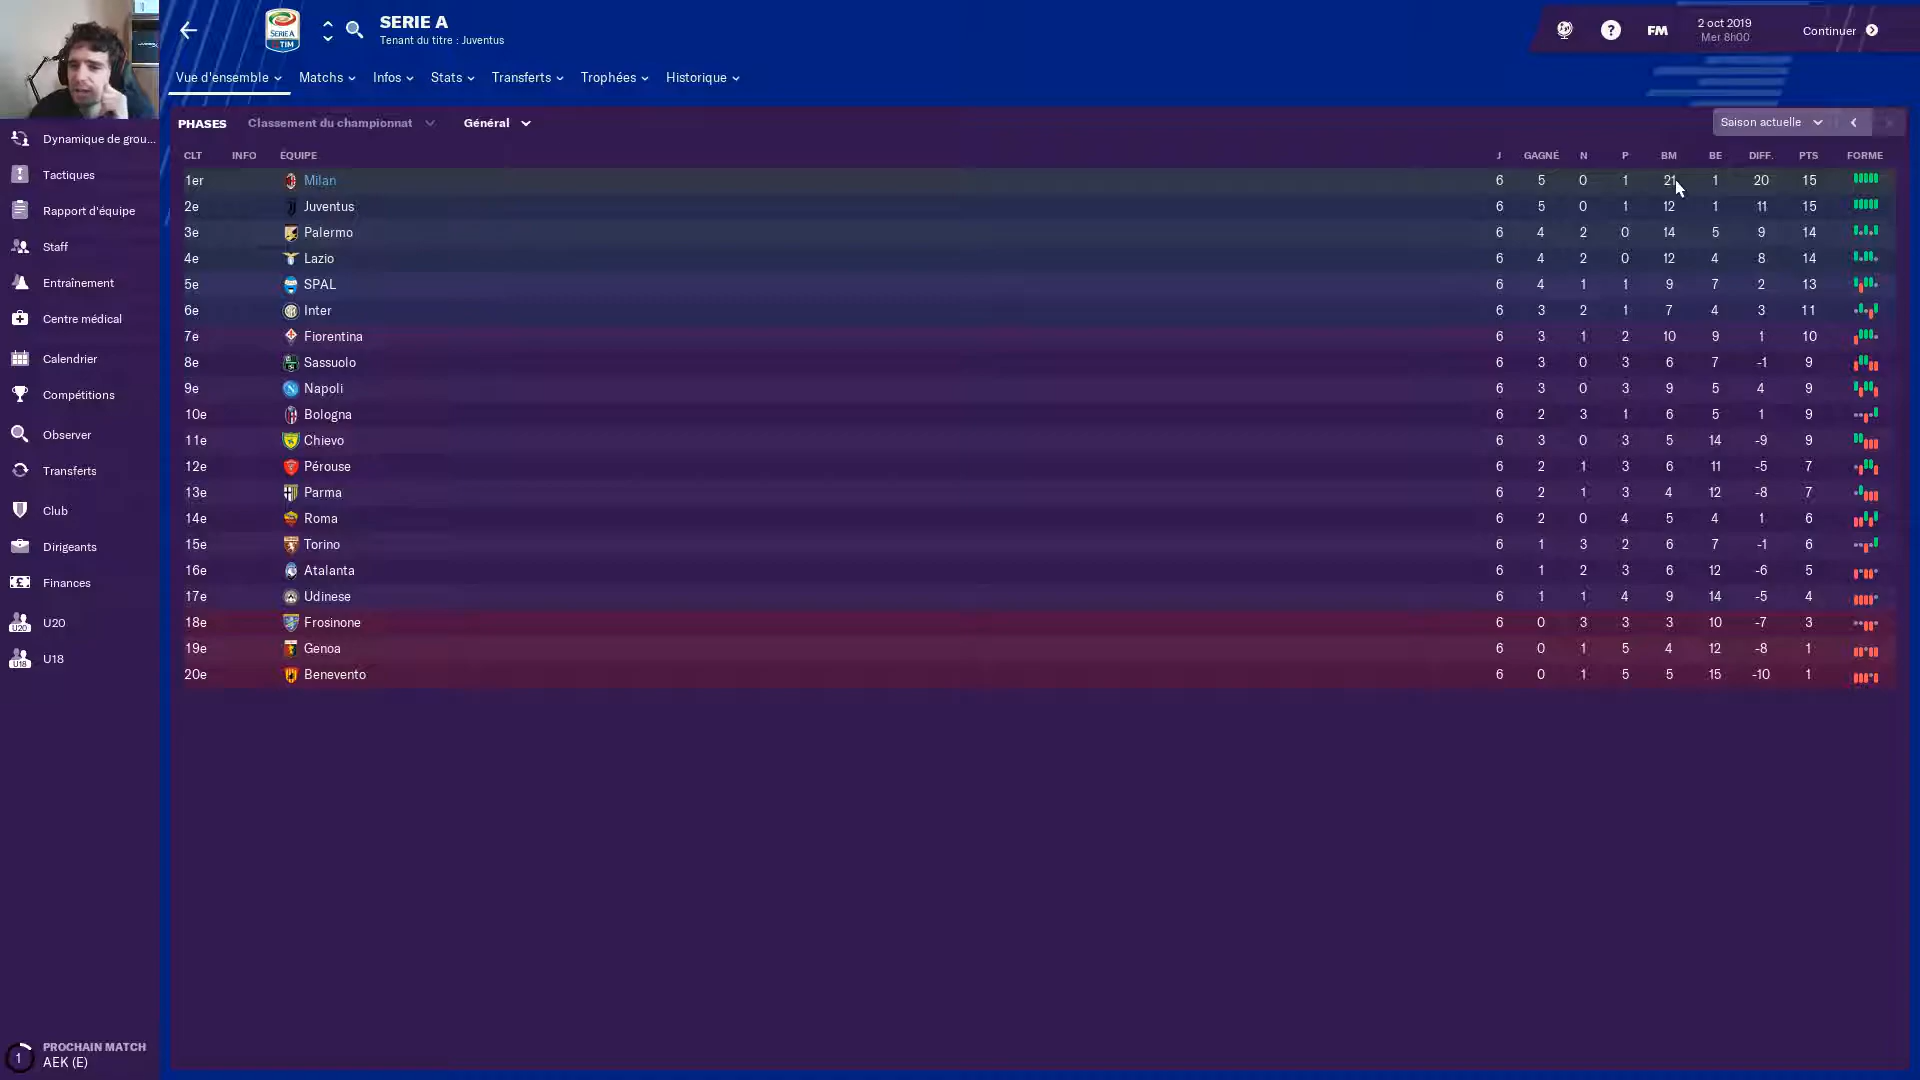 SERIE A
Tenant du titre : Juventus
2 oct 2019
Mer 8h00
FM
Continuer
Vue d'ensemble Matchs Infos Stats Transferts Trophées Historique
PHASES Classement du championnat Général Saison actuelle
CLT INFO ÉQUIPE J GAGNÉ N P BM BE DIFF. PTS FORME
1er Milan 6 5 0 1 21 1 20 15
2e Juventus 6 5 0 1 12 1 11 15
3e Palermo 6 4 2 0 14 5 9 14
4e Lazio 6 4 2 0 12 4 8 14
5e SPAL 6 4 1 1 9 7 2 13
6e Inter 6 3 2 1 7 4 3 11
7e Fiorentina 6 3 1 2 10 9 1 10
8e Sassuolo 6 3 0 3 6 7 -1 9
9e Napoli 6 3 0 3 9 5 4 9
10e Bologna 6 2 3 1 6 5 1 9
11e Chievo 6 3 0 3 5 14 -9 9
12e Pérouse 6 2 1 3 6 11 -5 7
13e Parma 6 2 1 3 4 12 -8 7
14e Roma 6 2 0 4 5 4 1 6
15e Torino 6 1 3 2 6 7 -1 6
16e Atalanta 6 1 2 3 6 12 -6 5
17e Udinese 6 1 1 4 9 14 -5 4
18e Frosinone 6 0 3 3 3 10 -7 3
19e Genoa 6 0 1 5 4 12 -8 1
20e Benevento 6 0 1 5 5 15 -10 1
Dynamique de grou...
Tactiques
Rapport d'équipe
Staff
Entraînement
Centre médical
Calendrier
Compétitions
Observer
Transferts
Club
Dirigeants
Finances
U20
U18
1 PROCHAIN MATCH
AEK (E)